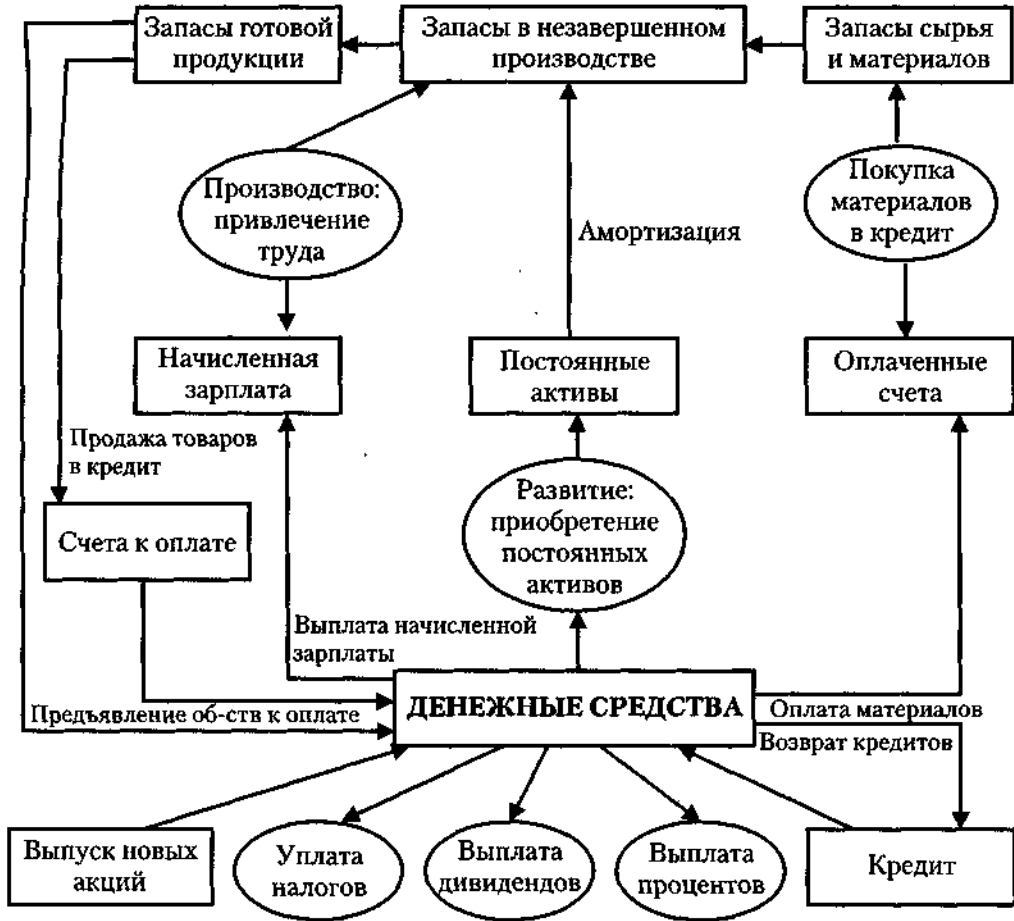 Запасы готовой
продукции
Запасы в незавершенном
производстве
Запасы сырья
и материалов
Производство:
привлечение
труда
Амортизация
Покупка
материалов
в кредит
Начисленная
зарплата
Постоянные
активы
Оплаченные
счета
Продажа товаров
в кредит
Счета к оплате
Развитие:
приобретение
постоянных
активов
Выплата начисленной
зарплаты
Предъявление об-ств к оплате
ДЕНЕЖНЫЕ СРЕДСТВА
Оплата материалов
Возврат кредитов
Выпуск новых
акций
Уплата
налогов
Выплата
дивидендов
Выплата
процентов
Кредит